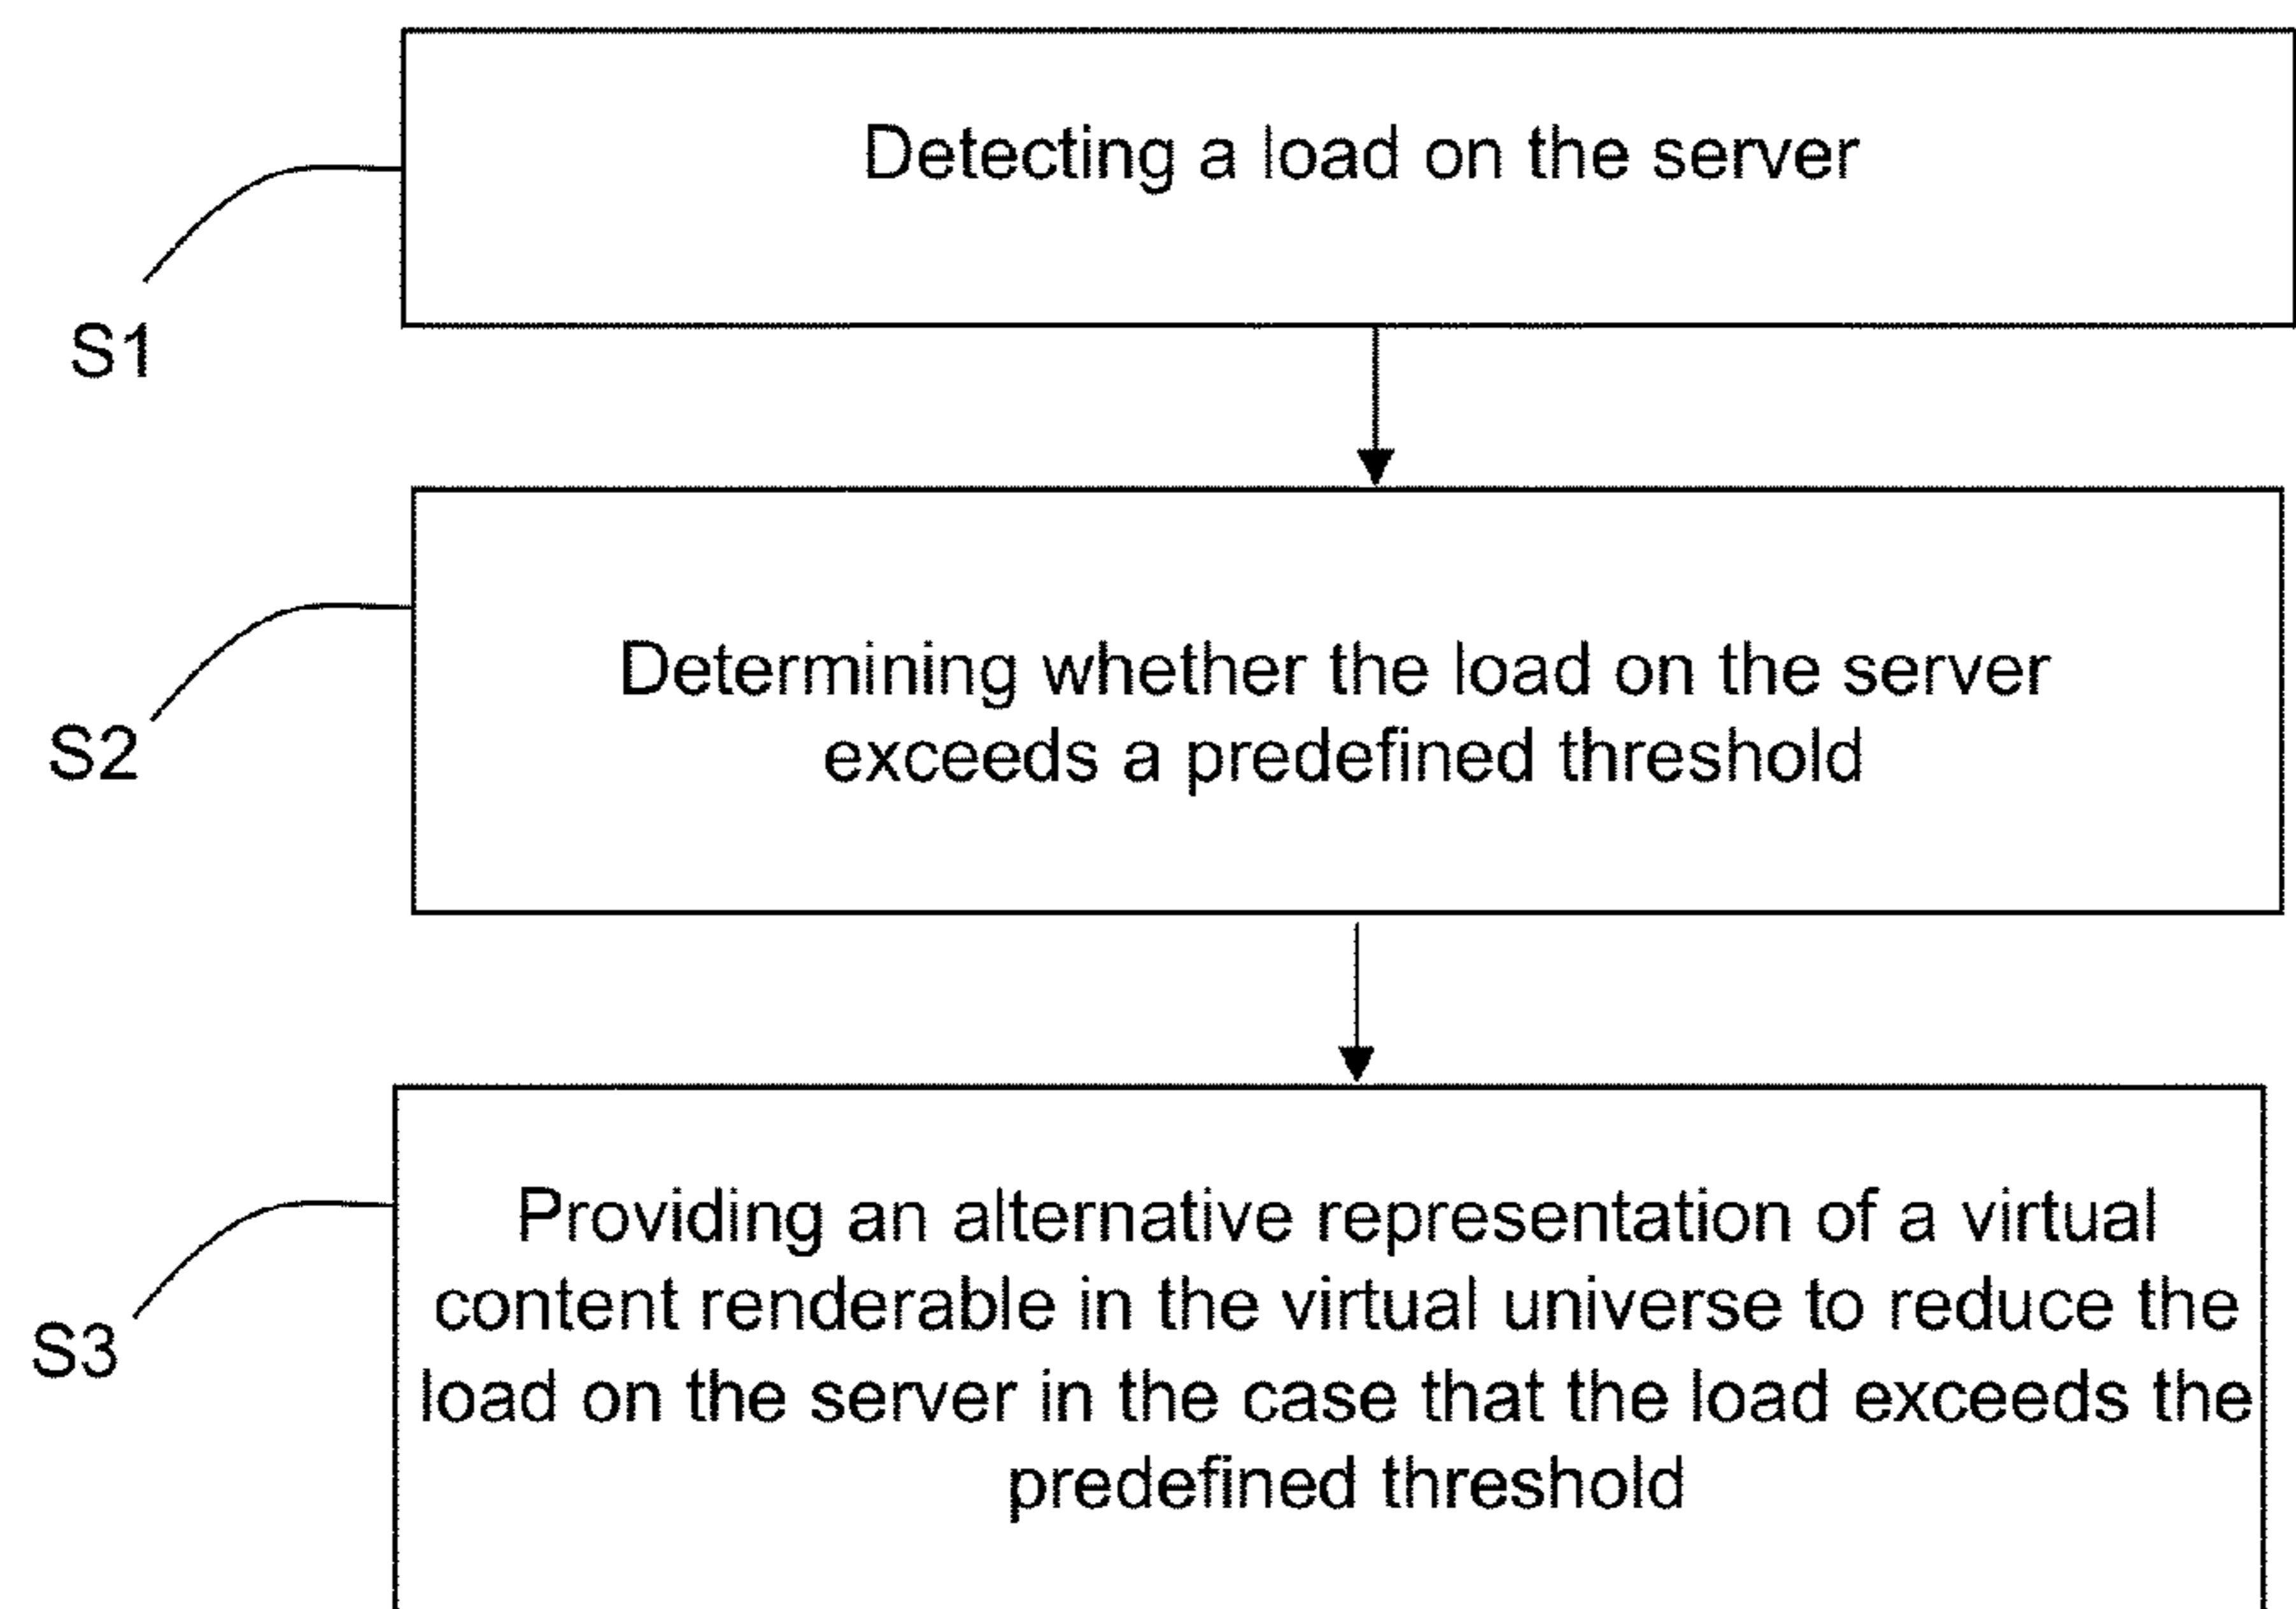 Detecting a load on the server
S1
Determining whether the load on the server
exceeds a predefined threshold
S2
Providing an alternative representation of a virtual
content renderable in the virtual universe to reduce the
load on the server in the case that the load exceeds the
predefined threshold
S3